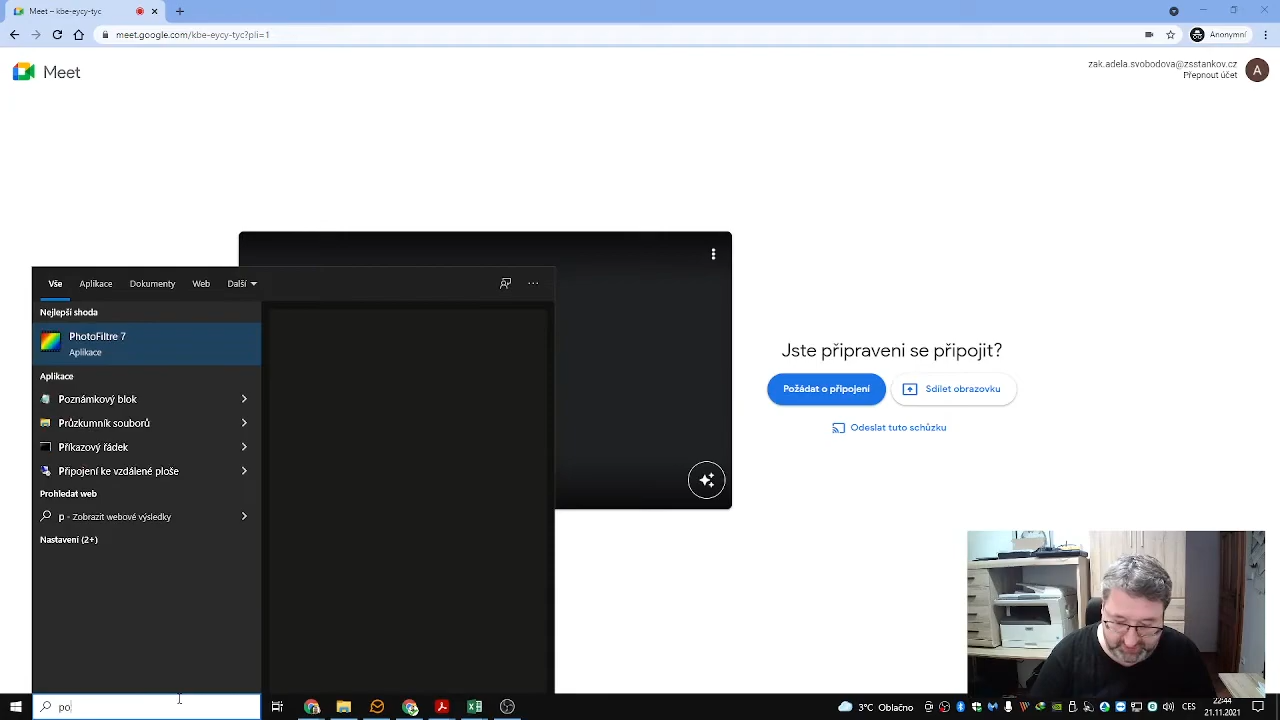 Meet – kbe-eycy-tyc
meet.google.com/kbe-eycy-tyc?pli=1
Anonymní
Meet
zak.adela.svobodova@zsstankov.cz
Přepnout účet
A
Vše Aplikace Dokumenty Web Další
Nejlepší shoda
PhotoFiltre 7
Aplikace
Aplikace
Poznámkový blok
Průzkumník souborů
Příkazový řádek
Připojení ke vzdálené ploše
Prohledat web
p - Zobrazit webové výsledky
Nastavení (2+)
Jste připraveni se připojit?
Požádat o připojení
Sdílet obrazovku
Odeslat tuto schůzku
po
3°C Oblačno
CES
22:44
21.11.2021